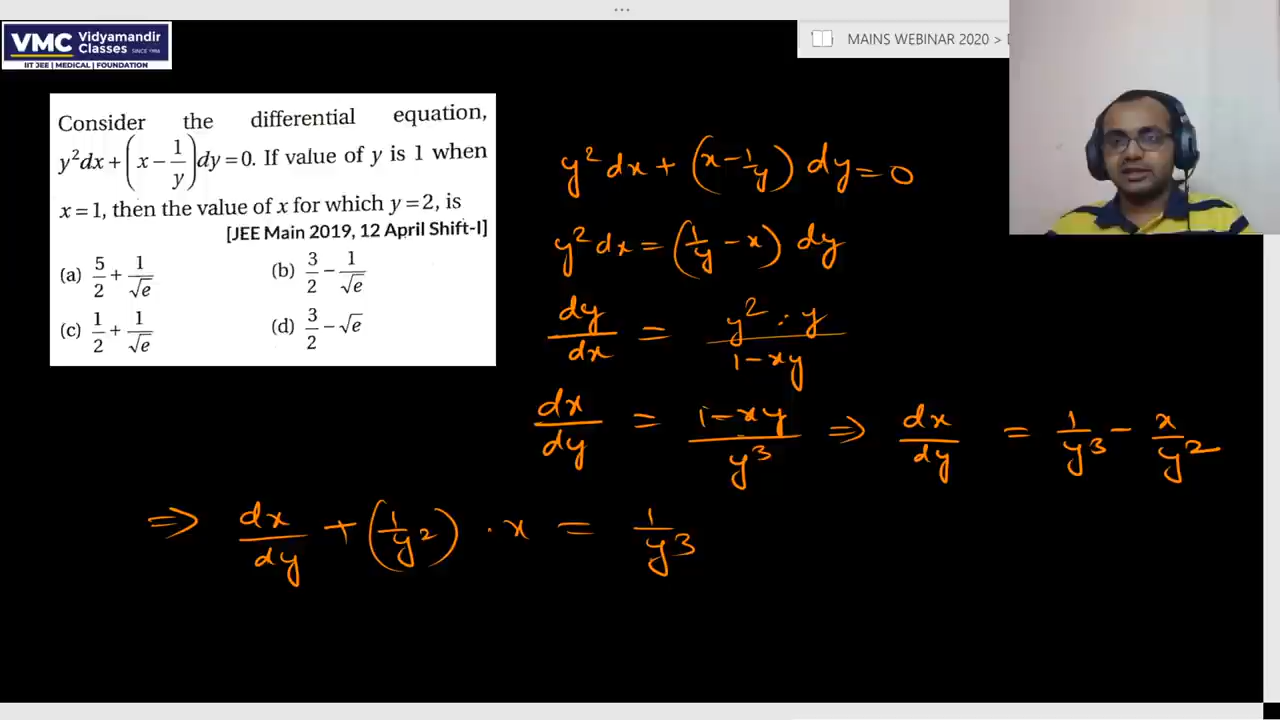 ...
VMC Vidyamandir Classes SINCE 1986
IIT JEE | MEDICAL | FOUNDATION
MAINS WEBINAR 2020 >
Consider the differential equation,
y²dx + (x − 1/y) dy = 0. If value of y is 1 when
x = 1, then the value of x for which y = 2, is
[JEE Main 2019, 12 April Shift-I]
(a) 5/2 + 1/√e (b) 3/2 − 1/√e
(c) 1/2 + 1/√e (d) 3/2 − √e
y² dx + (x − 1/y) dy = 0
y² dx = (1/y − x) dy
dy/dx = y² · y / 1 − xy
dx/dy = 1 − xy / y³ ⇒ dx/dy = 1/y³ − x/y²
⇒ dx/dy + (1/y²) · x = 1/y³